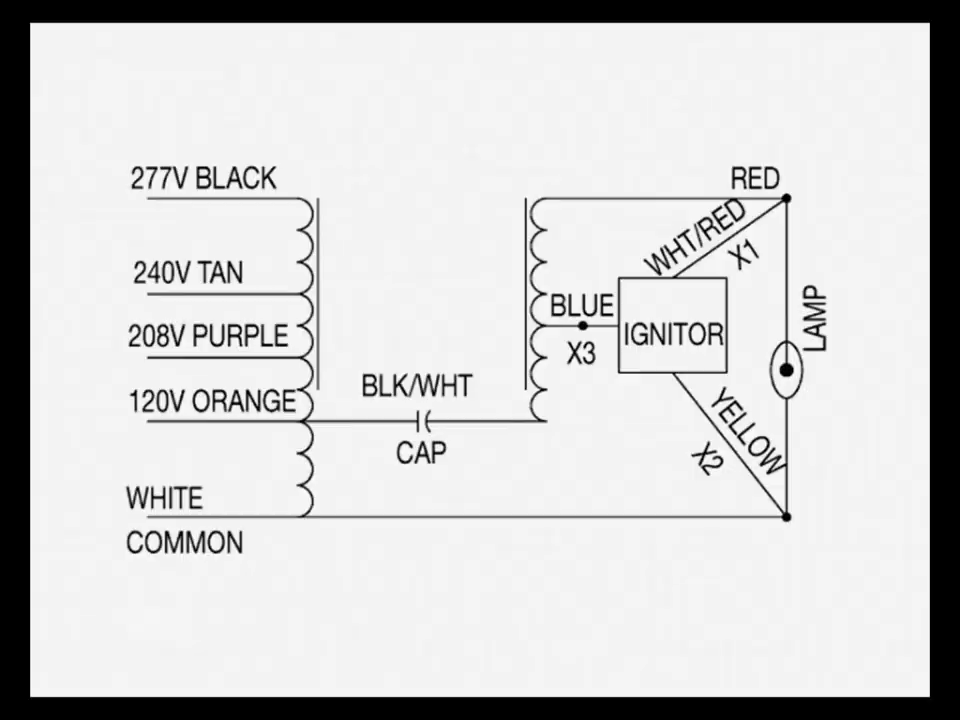 277V BLACK
RED
WHT/RED
X1
240V TAN
BLUE
LAMP
208V PURPLE
IGNITOR
X3
BLK/WHT
120V ORANGE
YELLOW
CAP
X2
WHITE
COMMON